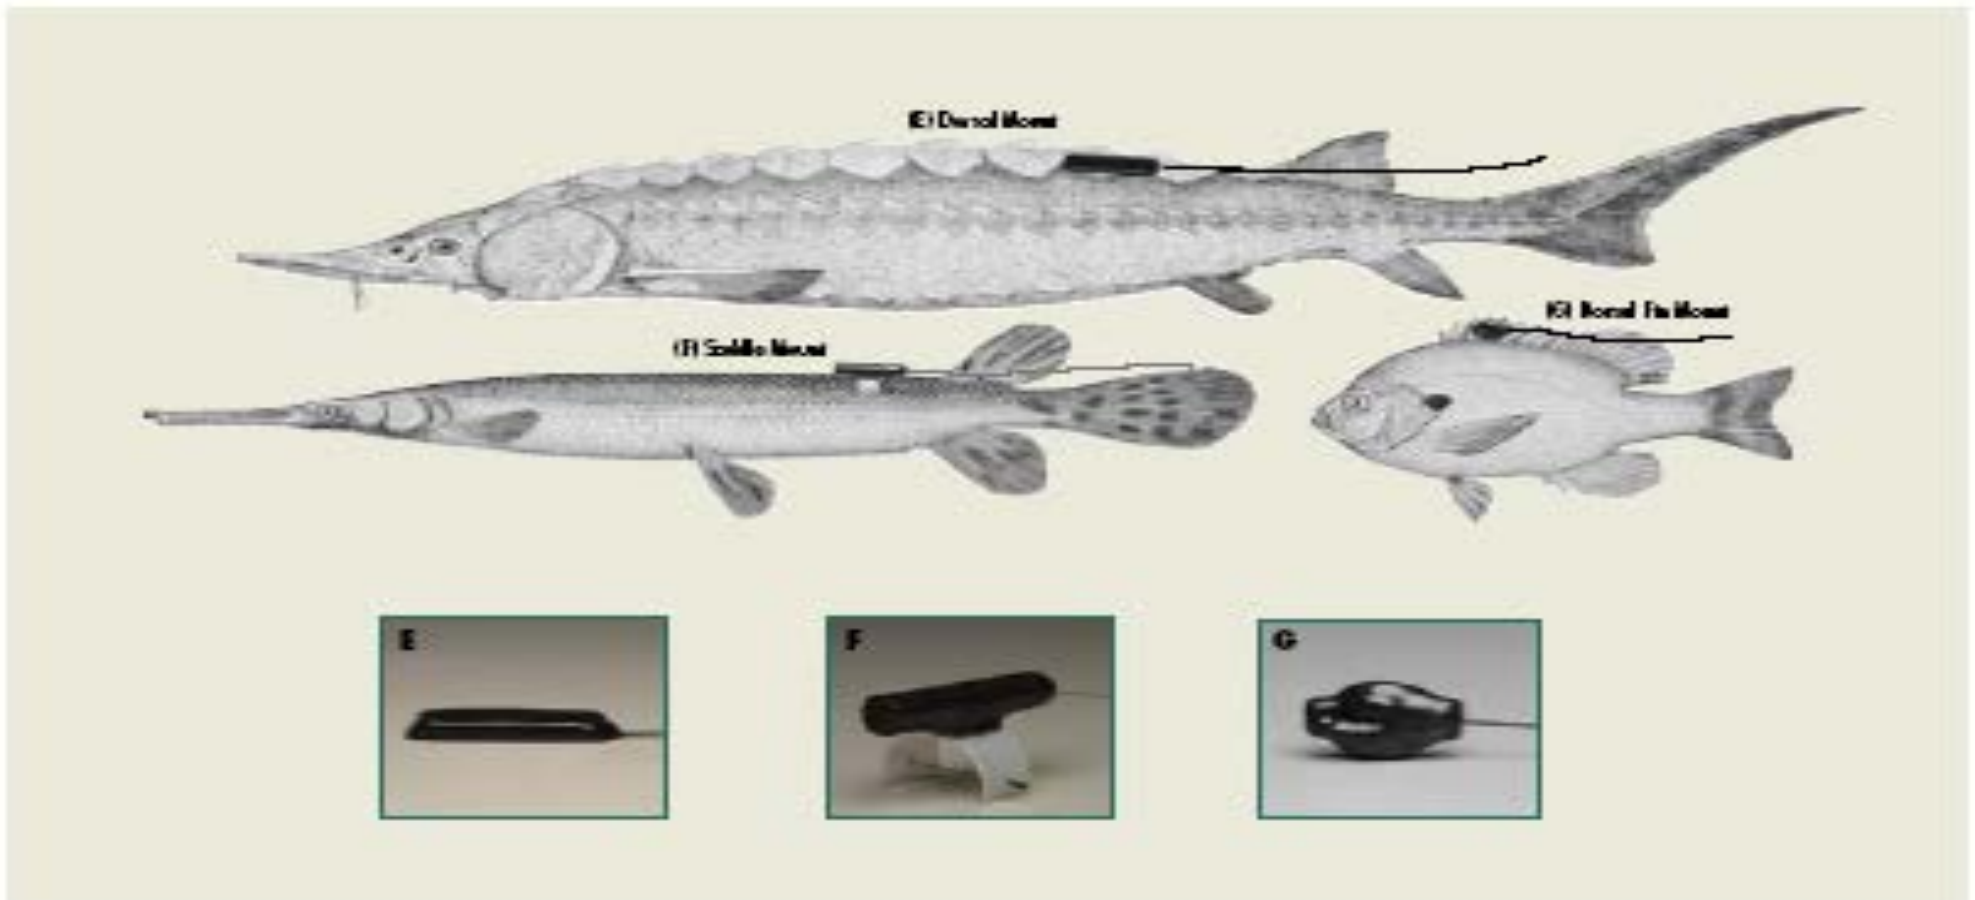 (E) Dorsal Mount
(G) Dorsal Fin Mount
(F) Saddle Mount
E
F
G